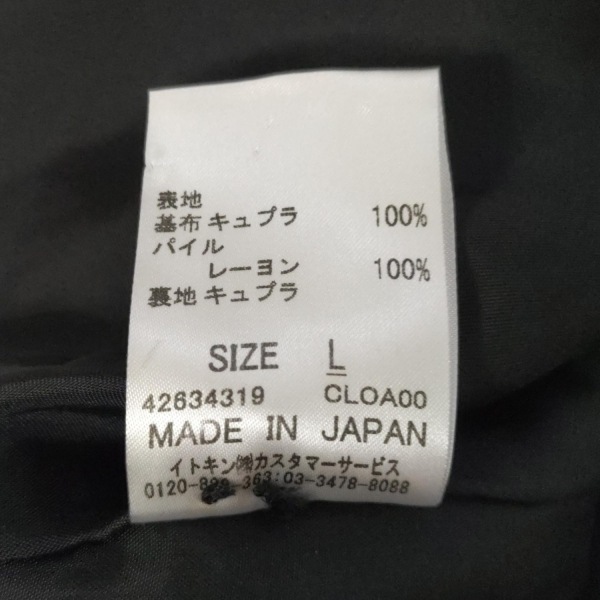 表地
基布 キュプラ 100%
パイル
レーヨン 100%
裏地 キュプラ
SIZE L
42634319 CLOA00
MADE IN JAPAN
イトキン㈱カスタマーサービス
363:03-3478-8088